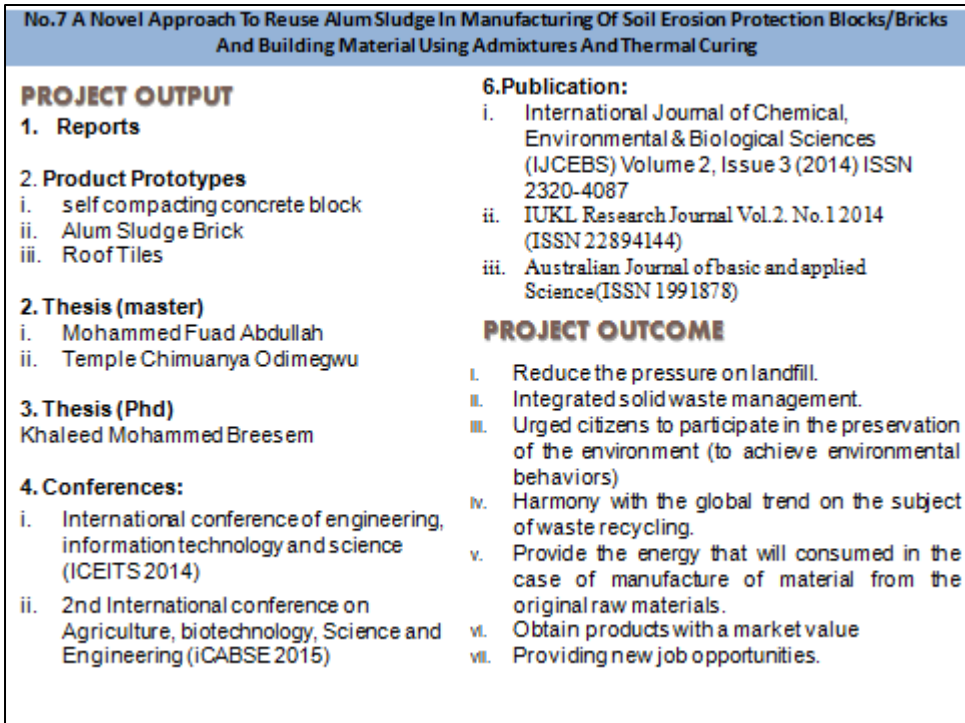 No.7 A Novel Approach To Reuse Alum Sludge In Manufacturing Of Soil Erosion Protection Blocks/Bricks
And Building Material Using Admixtures And Thermal Curing
PROJECT OUTPUT
1. Reports
2. Product Prototypes
i. self compacting concrete block
ii. Alum Sludge Brick
iii. Roof Tiles
2. Thesis (master)
i. Mohammed Fuad Abdullah
ii. Temple Chimuanya Odimegwu
3. Thesis (Phd)
Khaleed Mohammed Breesem
4. Conferences:
i. International conference of engineering,
information technology and science
(ICEITS 2014)
ii. 2nd International conference on
Agriculture, biotechnology, Science and
Engineering (iCABSE 2015)
6.Publication:
i. International Journal of Chemical,
Environmental & Biological Sciences
(IJCEBS) Volume 2, Issue 3 (2014) ISSN
2320-4087
ii. IUKL Research Journal Vol.2. No.1 2014
(ISSN 22894144)
iii. Australian Journal of basic and applied
Science(ISSN 1991878)
PROJECT OUTCOME
I. Reduce the pressure on landfill.
II. Integrated solid waste management.
III. Urged citizens to participate in the preservation
of the environment (to achieve environmental
behaviors)
IV. Harmony with the global trend on the subject
of waste recycling.
V. Provide the energy that will consumed in the
case of manufacture of material from the
original raw materials.
VI. Obtain products with a market value
VII. Providing new job opportunities.